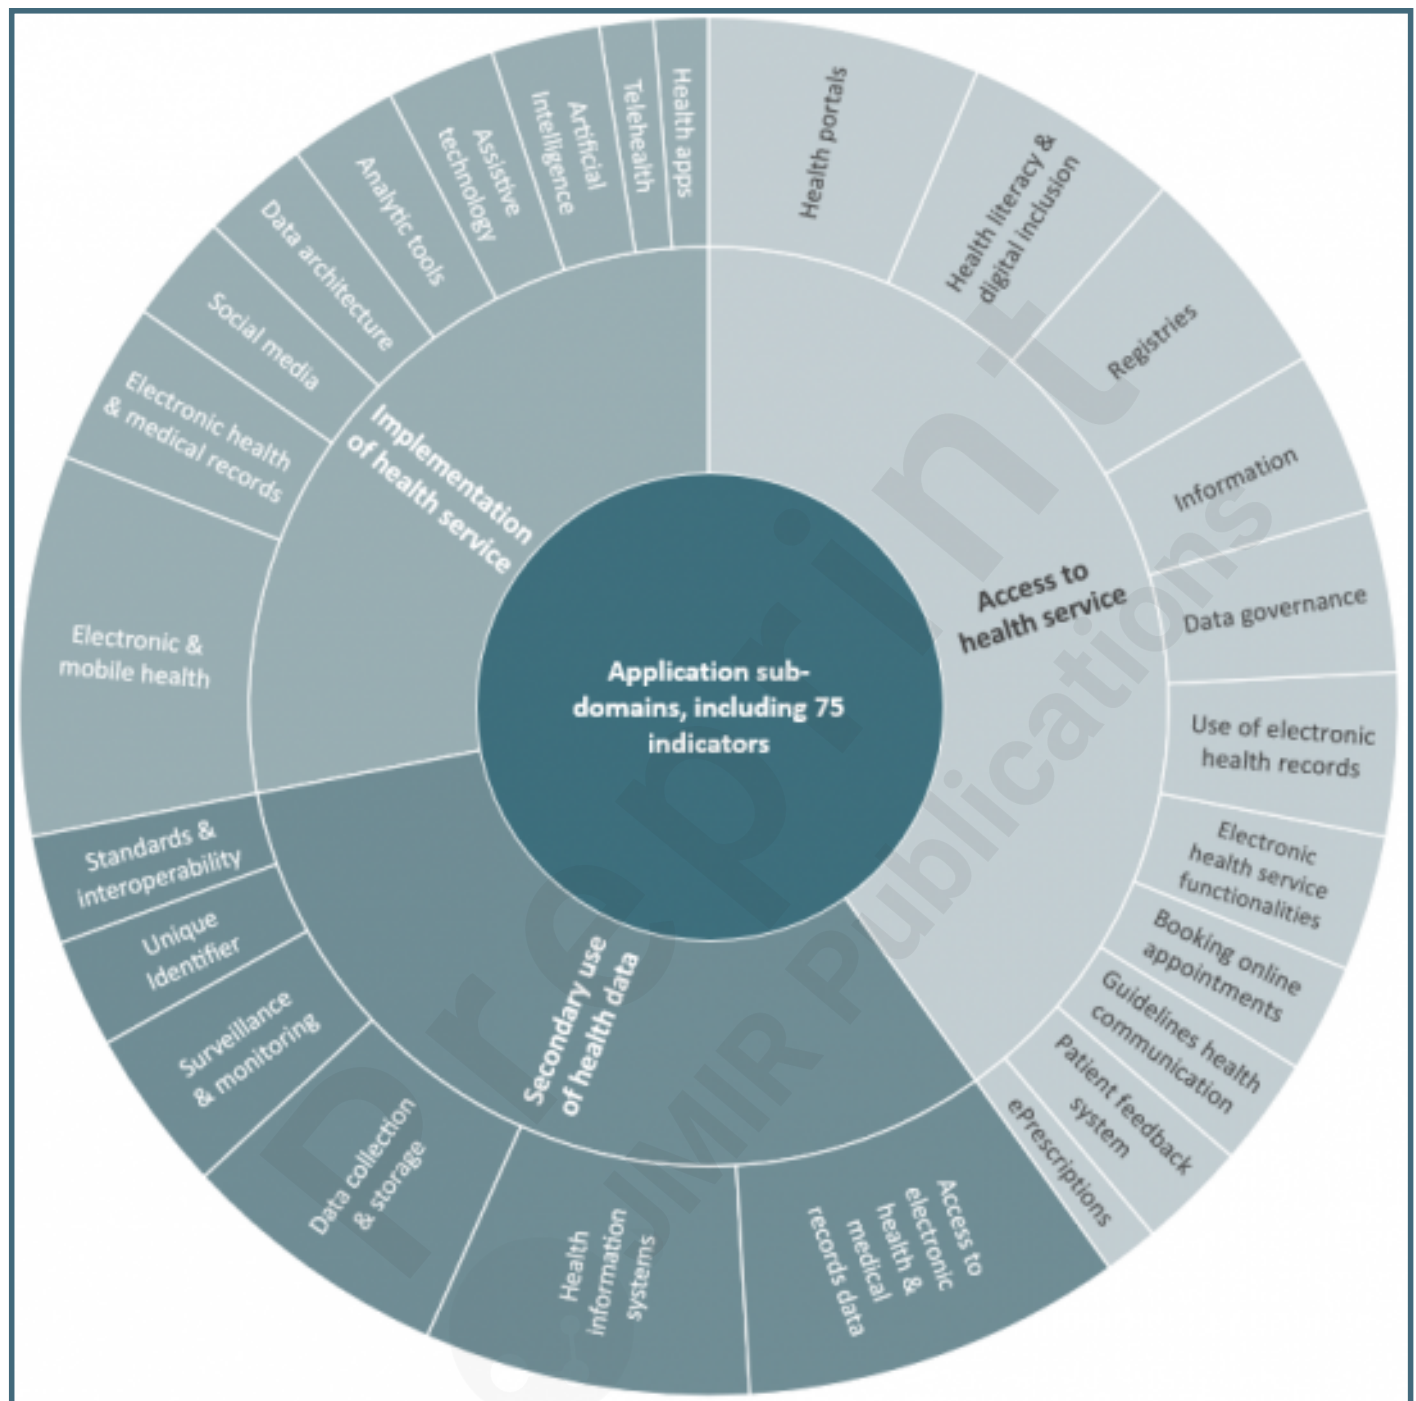 Application sub-
domains, including 75
indicators
Access to
health service
Health portals
Health literacy &
digital inclusion
Registries
Information
Data governance
Use of electronic
health records
Electronic
health service
functionalities
Booking online
appointments
Guidelines health
communication
Patient feedback
system
ePrescriptions
Secondary use
of health data
Access to
electronic
health &
medical
records data
Health
information
systems
Data collection
& storage
Surveillance
& monitoring
Unique
Identifier
Standards &
interoperability
Implementation
of health service
Electronic &
mobile health
Electronic health
& medical records
Social media
Data architecture
Analytic tools
Assistive
technology
Artificial
Intelligence
Telehealth
Health apps
Preprint
JMIR Publications